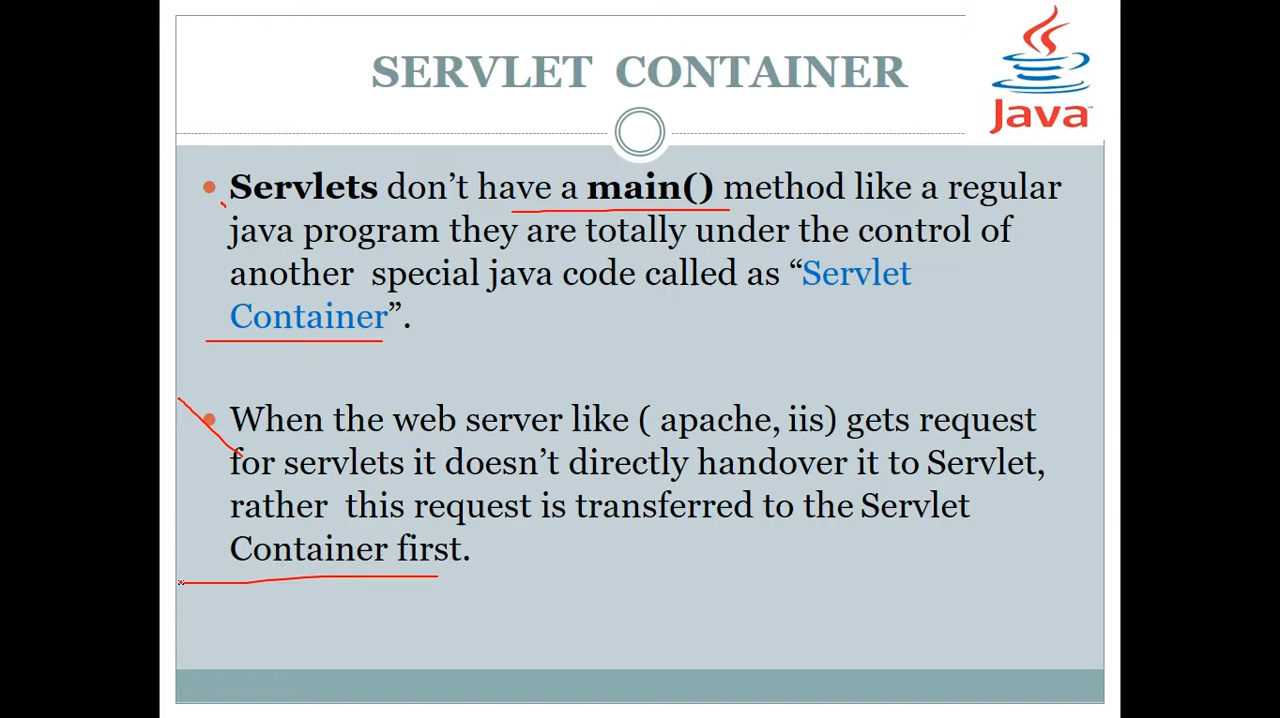 SERVLET CONTAINER
Java™
Servlets don’t have a main() method like a regular
java program they are totally under the control of
another special java code called as “Servlet
Container”.
When the web server like ( apache, iis) gets request
for servlets it doesn’t directly handover it to Servlet,
rather this request is transferred to the Servlet
Container first.